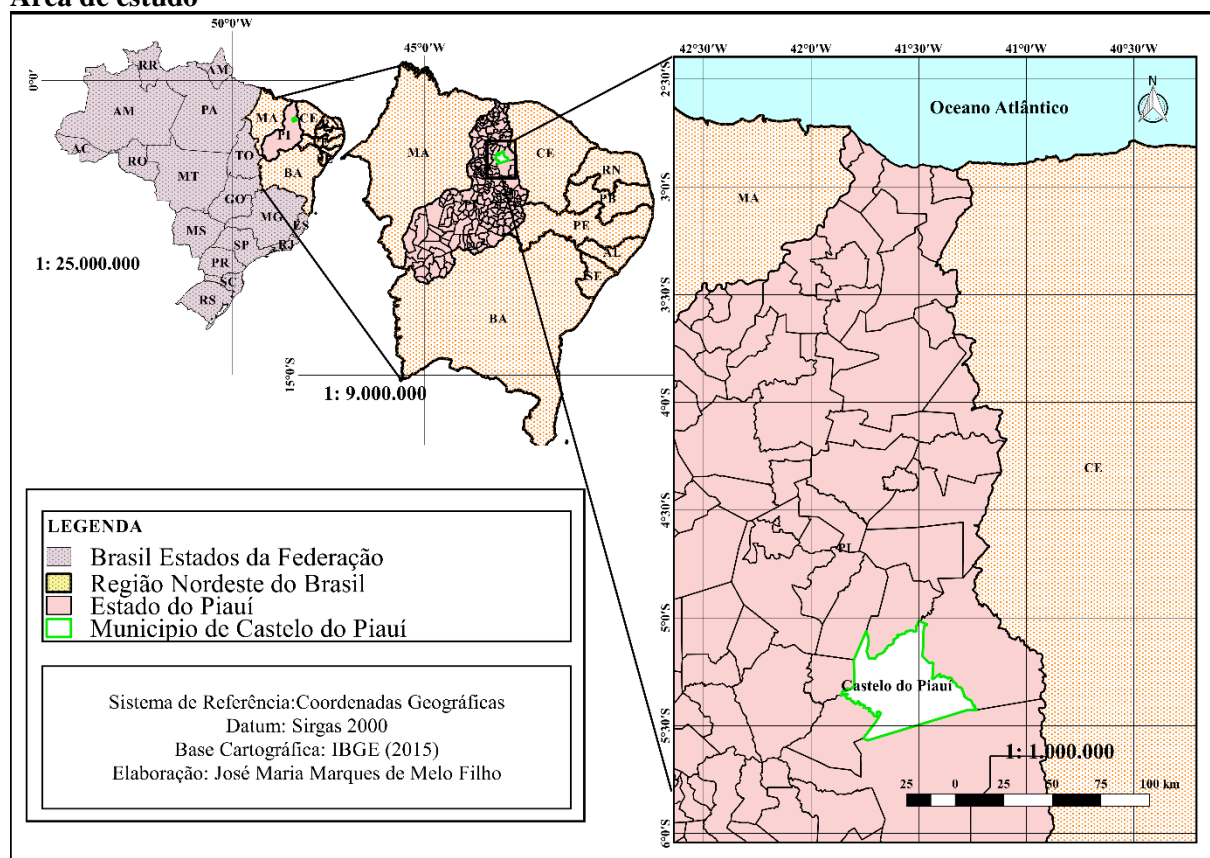 Área de estudo
50°0'W
45°0'W
42°30'W 42°0'W 41°30'W 41°0'W 40°30'W
0°0'
RR
AM
AM
PA
MA
CE
PI
AC
RO
TO
MT
BA
GO
MG
ES
MS
SP
RJ
PR
SC
RS
1: 25.000.000
MA
CE
RN
PB
PE
AL
SE
BA
15°0'S
1: 9.000.000
2°30'S
3°0'S
3°30'S
4°0'S
4°30'S
5°0'S
5°30'S
6°0'S
Oceano Atlântico
N
MA
CE
PI
Castelo do Piauí
1: 1.000.000
25 0 25 50 75 100 km
LEGENDA
Brasil Estados da Federação
Região Nordeste do Brasil
Estado do Piauí
Municipio de Castelo do Piauí
Sistema de Referência:Coordenadas Geográficas
Datum: Sirgas 2000
Base Cartográfica: IBGE (2015)
Elaboração: José Maria Marques de Melo Filho